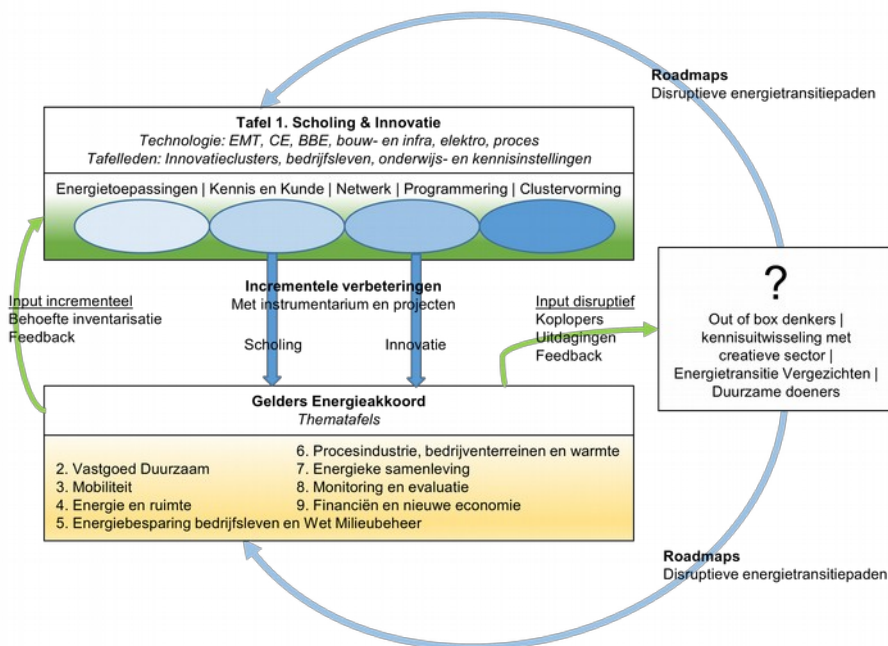 Roadmaps
Disruptieve energietransitiepaden
Tafel 1. Scholing & Innovatie
Technologie: EMT, CE, BBE, bouw- en infra, elektro, proces
Tafelleden: Innovatieclusters, bedrijfsleven, onderwijs- en kennisinstellingen
Energietoepassingen | Kennis en Kunde | Netwerk | Programmering | Clustervorming
Incrementele verbeteringen
Met instrumentarium en projecten
Scholing
Innovatie
Input incrementeel
Behoefte inventarisatie
Feedback
Input disruptief
Koplopers
Uitdagingen
Feedback
?
Out of box denkers |
kennisuitwisseling met
creatieve sector |
Energietransitie Vergezichten |
Duurzame doeners
Gelders Energieakkoord
Thematafels
2. Vastgoed Duurzaam
3. Mobiliteit
4. Energie en ruimte
5. Energiebesparing bedrijfsleven en Wet Milieubeheer
6. Procesindustrie, bedrijventerreinen en warmte
7. Energieke samenleving
8. Monitoring en evaluatie
9. Financiën en nieuwe economie
Roadmaps
Disruptieve energietransitiepaden